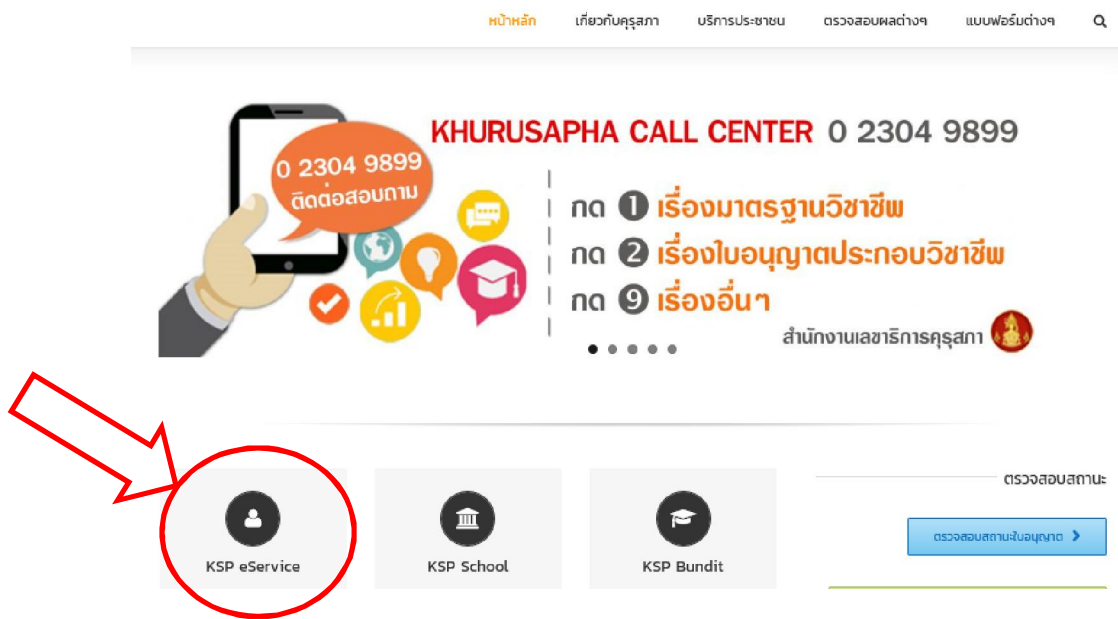 หน้าหลัก เกี่ยวกับคุรุสภา บริการประชาชน ตรวจสอบผลต่างๆ แบบฟอร์มต่างๆ
KHURUSAPHA CALL CENTER 0 2304 9899
0 2304 9899
ติดต่อสอบถาม
กด 1 เรื่องมาตรฐานวิชาชีพ
กด 2 เรื่องใบอนุญาตประกอบวิชาชีพ
กด 9 เรื่องอื่นๆ
สำนักงานเลขาธิการคุรุสภา
ตรวจสอบสถานะ
ตรวจสอบสถานะใบอนุญาต
KSP eService KSP School KSP Bundit